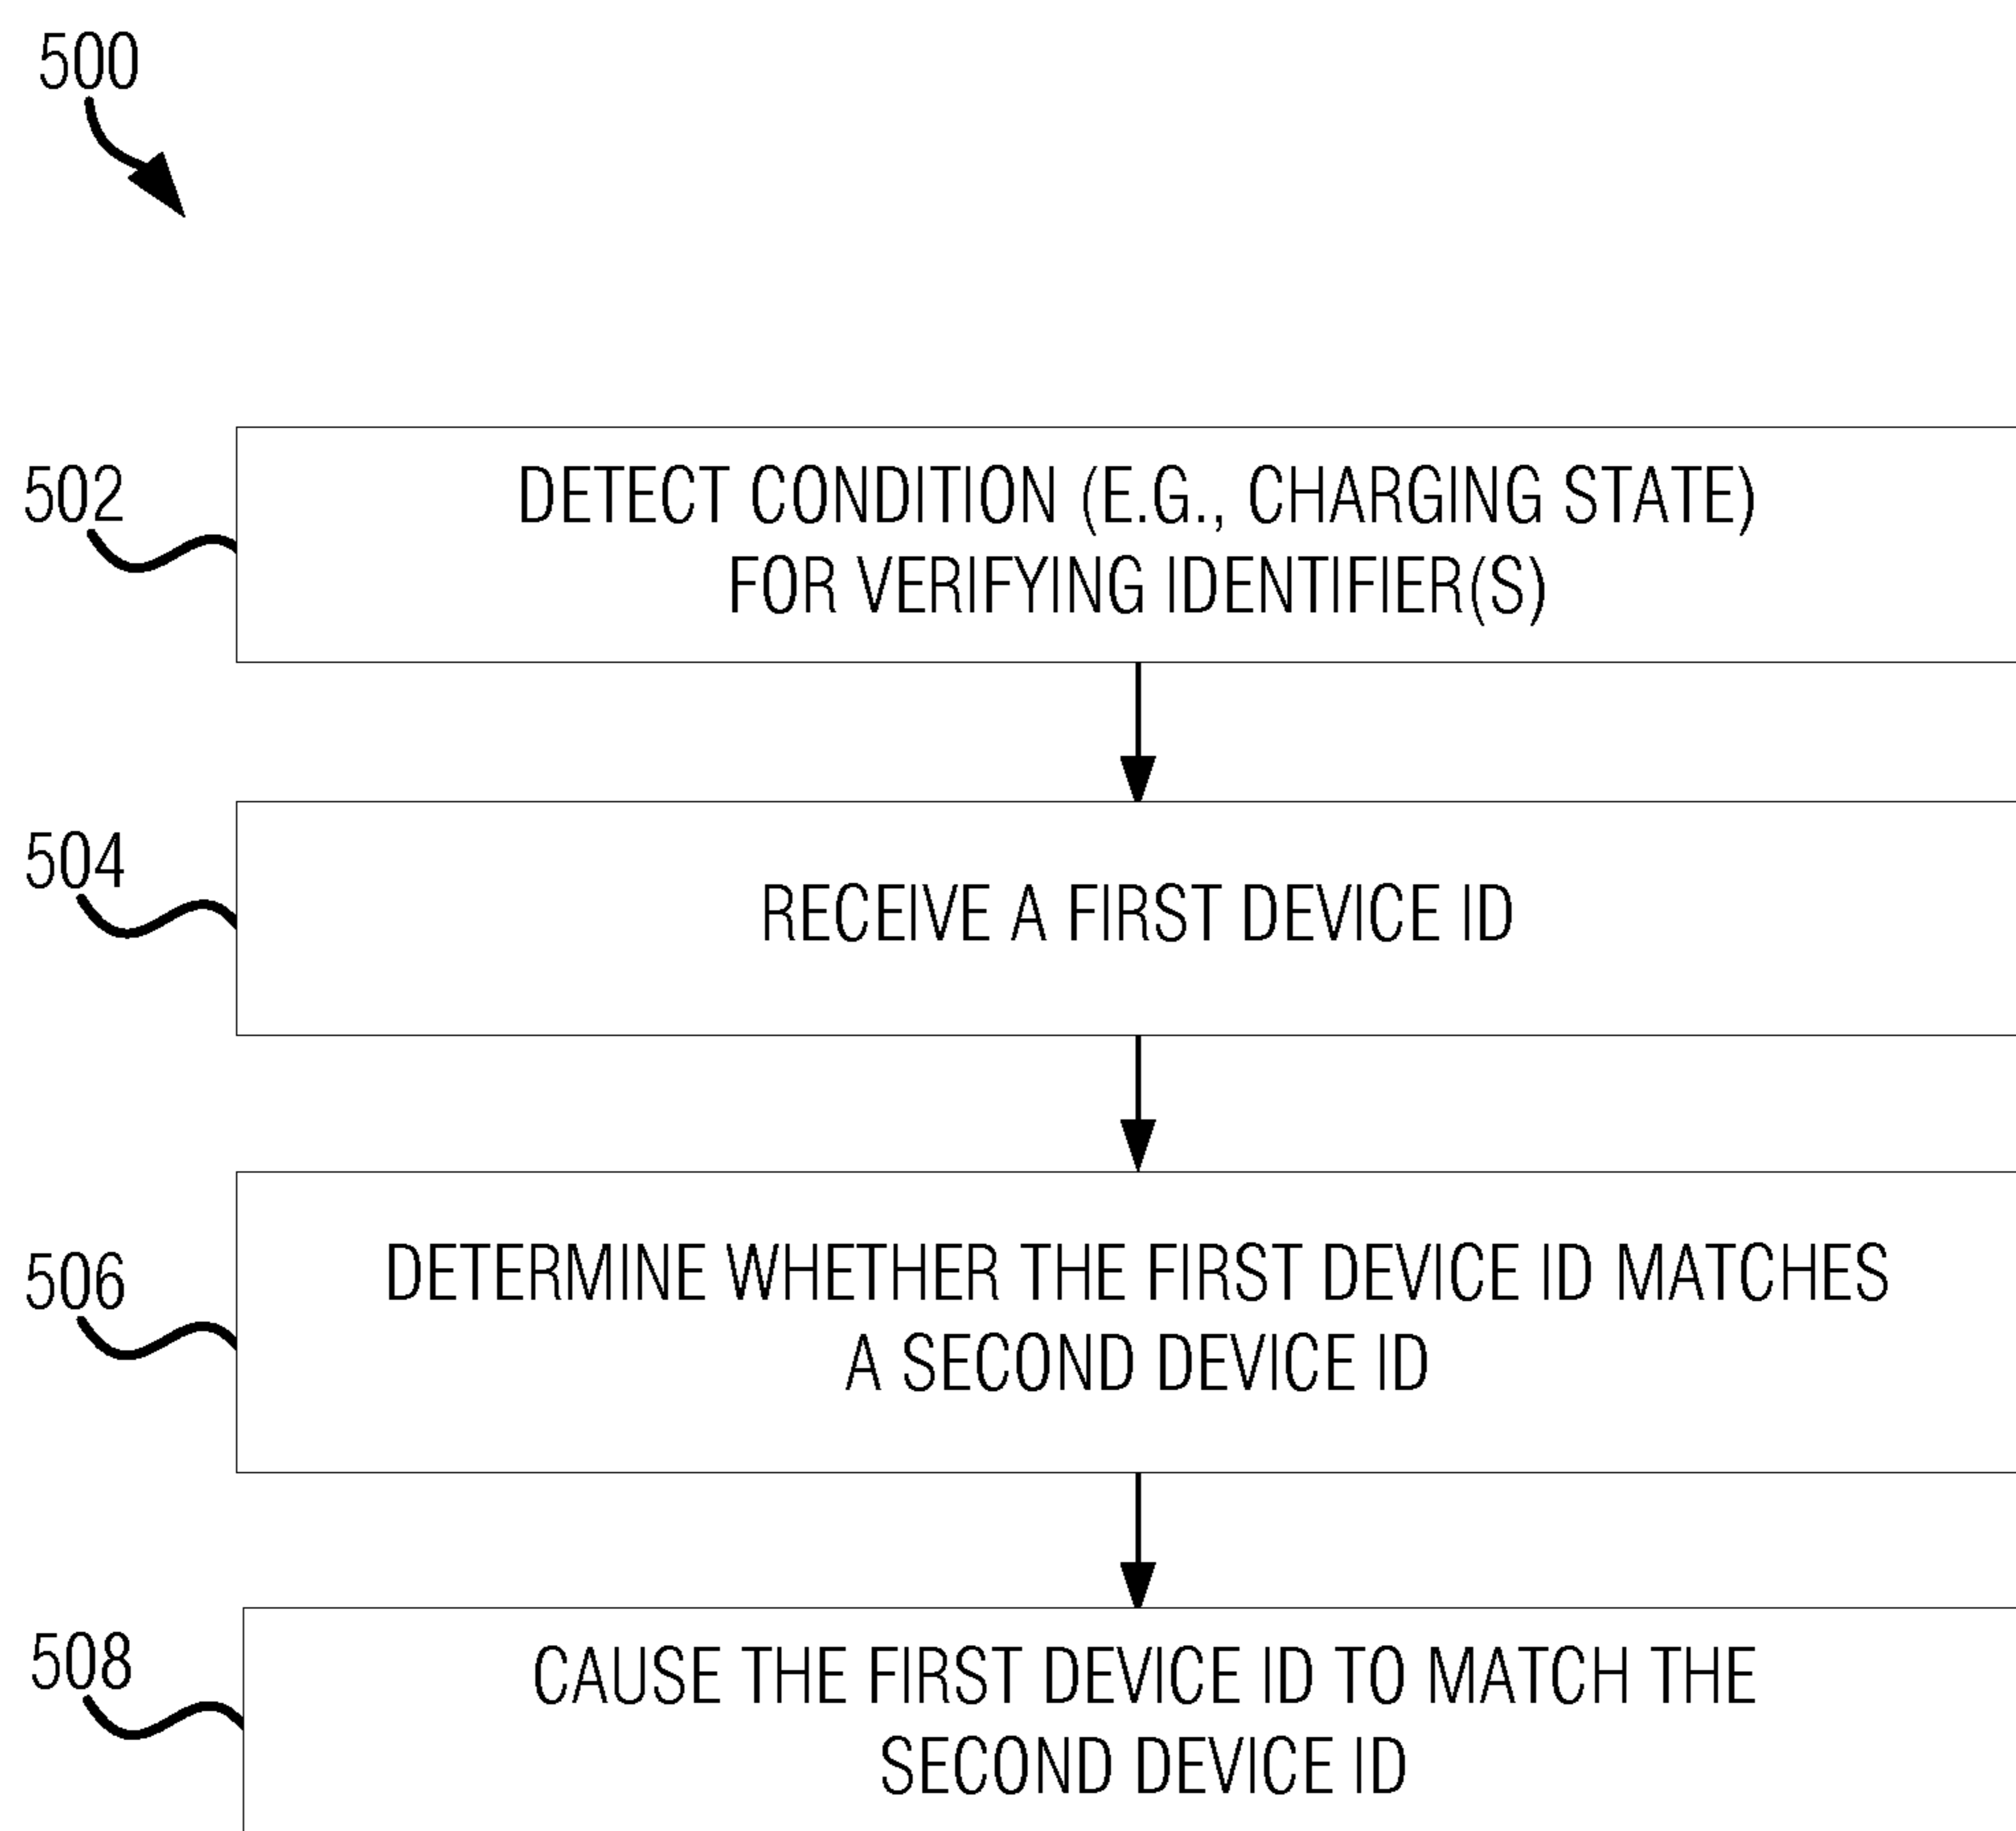 500
502
DETECT CONDITION (E.G., CHARGING STATE)
FOR VERIFYING IDENTIFIER(S)
504
RECEIVE A FIRST DEVICE ID
506
DETERMINE WHETHER THE FIRST DEVICE ID MATCHES
A SECOND DEVICE ID
508
CAUSE THE FIRST DEVICE ID TO MATCH THE
SECOND DEVICE ID